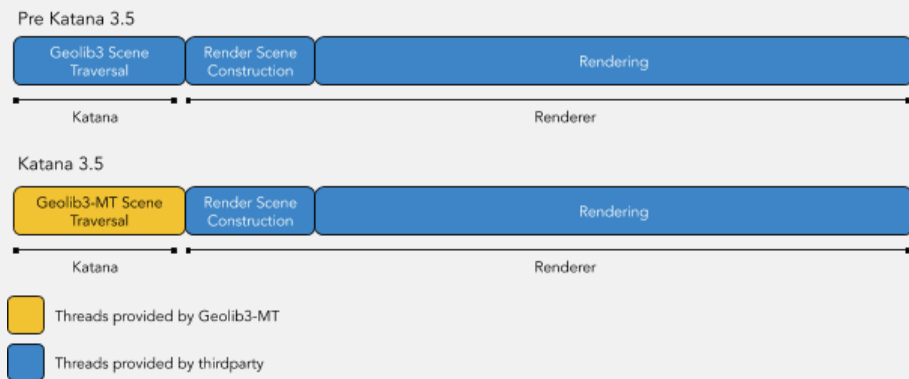 Pre Katana 3.5
Geolib3 Scene
Traversal
Render Scene
Construction
Rendering
Katana
Renderer
Katana 3.5
Geolib3-MT Scene
Traversal
Render Scene
Construction
Rendering
Katana
Renderer
Threads provided by Geolib3-MT
Threads provided by thirdparty